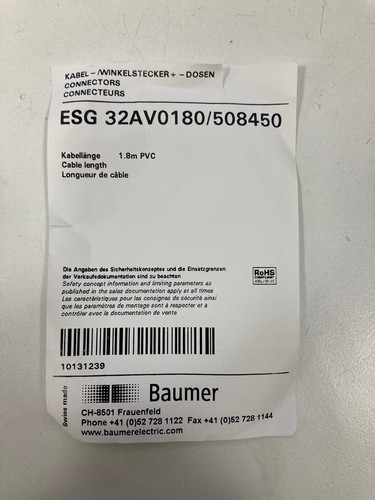 KABEL-/WINKELSTECKER + -DOSEN
CONNECTORS
CONNECTEURS
ESG 32AV0180/508450
Kabellänge 1.8m PVC
Cable length
Longueur de câble
Die Angaben des Sicherheitskonzeptes und die Einsatzgrenzen
der Verkaufsdokumentation sind zu beachten
Safety concept information and limiting parameters as
published in the sales documentation apply at all times
Les caractéristiques pour les consignes de sécurité ainsi
que les paramètres de montage sont à respecter et à
contrôler avec la documentation de vente
RoHS
COMPLIANT
10131239
Swiss made
Baumer
CH-8501 Frauenfeld
Phone +41 (0)52 728 1122 Fax +41 (0)52 728 1144
www.baumerelectric.com